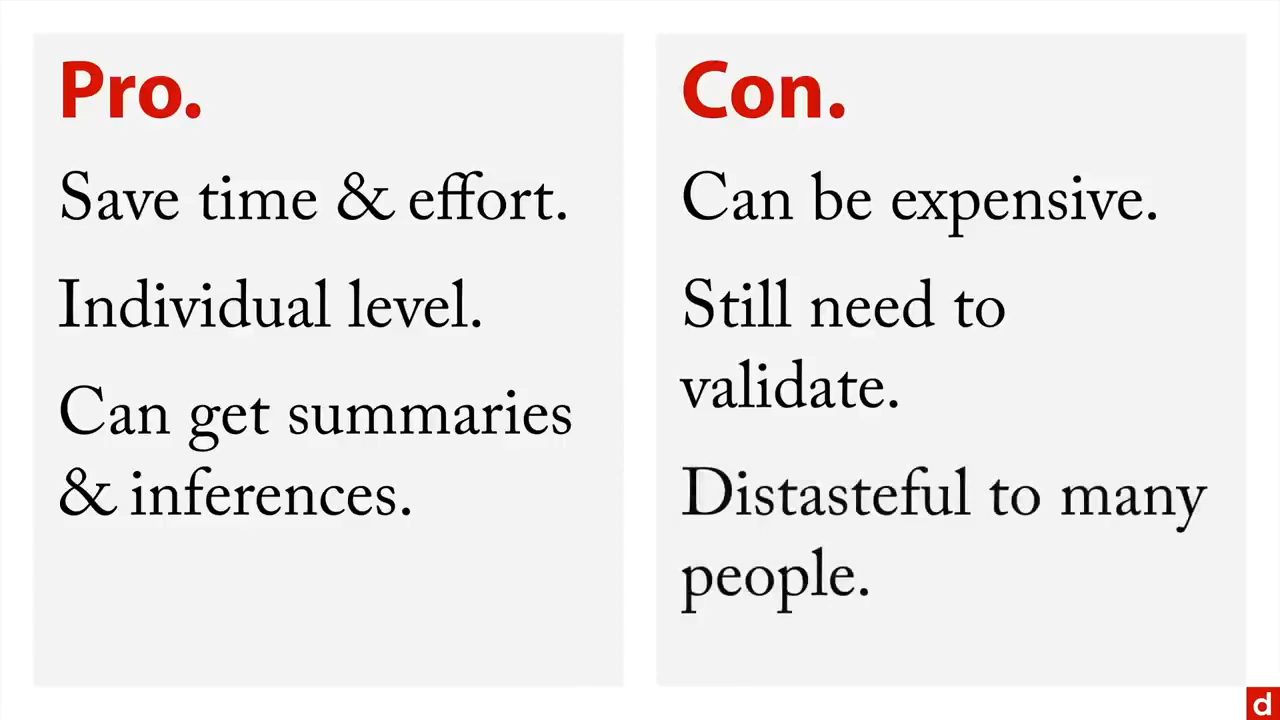 Pro.
Save time & effort.
Individual level.
Can get summaries
& inferences.
Con.
Can be expensive.
Still need to
validate.
Distasteful to many
people.
d